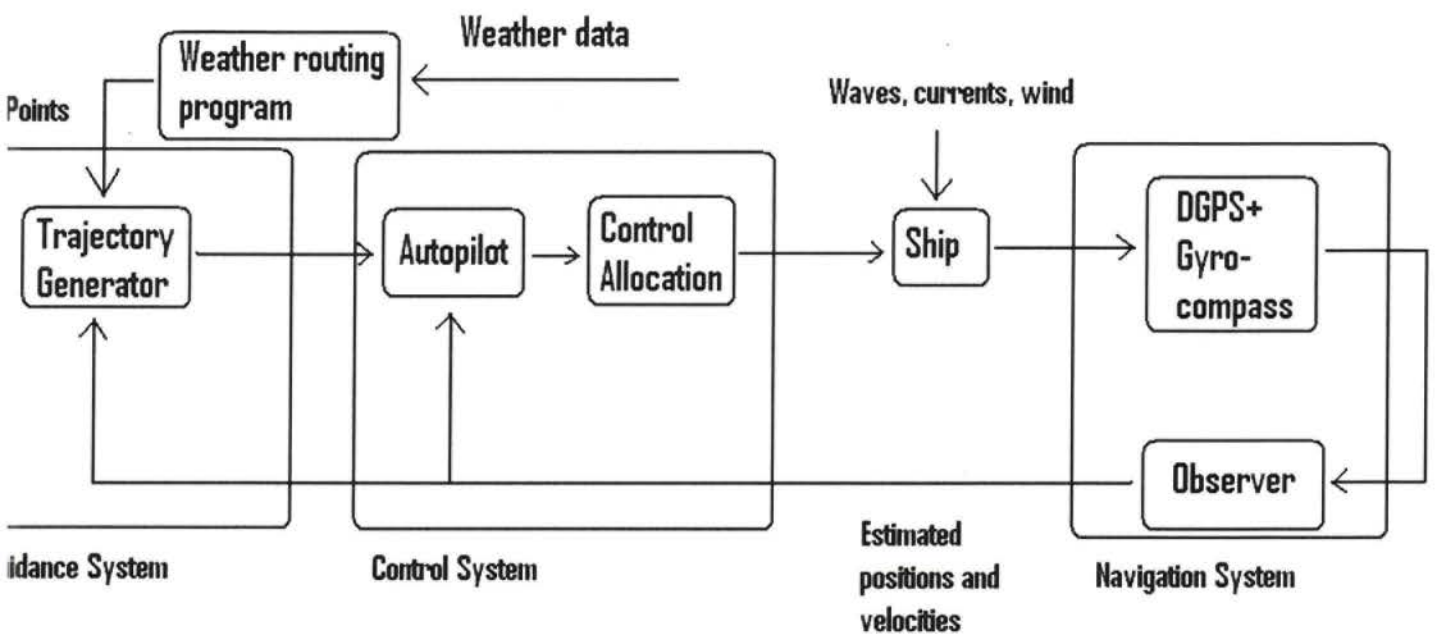 Weather data
Weather routing
program
Waves, currents, wind
Points
Trajectory
Generator
Autopilot
Control
Allocation
Ship
DGPS+
Gyro-
compass
Observer
idance System
Control System
Estimated
positions and
velocities
Navigation System